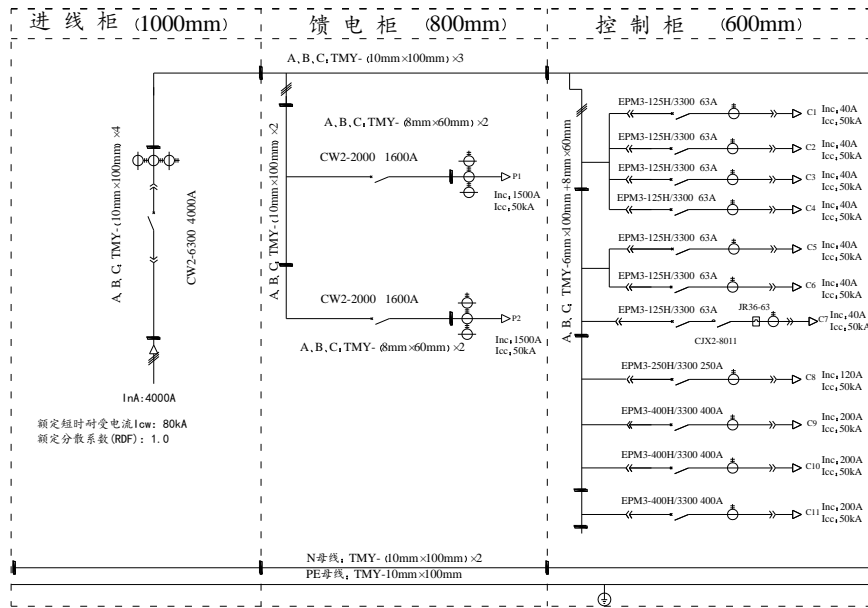 进线柜 (1000mm)
馈电柜 (800mm)
控制柜 (600mm)
A、B、C：TMY-(10mm×100mm)×3
A、B、C：TMY-(10mm×100mm)×4
CW2-6300 4000A
InA:4000A
额定短时耐受电流Icw: 80kA
额定分散系数(RDF): 1.0
A、B、C：TMY-(10mm×100mm)×2
A、B、C：TMY-(8mm×60mm)×2
CW2-2000 1600A
P1
Inc：1500A
Icc：50kA
CW2-2000 1600A
P2
Inc：1500A
Icc：50kA
A、B、C：TMY-(8mm×60mm)×2
A、B、C：TMY-6mm×100mm+8mm×60mm
EPM3-125H/3300 63A
C1 Inc：40A
Icc：50kA
EPM3-125H/3300 63A
C2 Inc：40A
Icc：50kA
EPM3-125H/3300 63A
C3 Inc：40A
Icc：50kA
EPM3-125H/3300 63A
C4 Inc：40A
Icc：50kA
EPM3-125H/3300 63A
C5 Inc：40A
Icc：50kA
EPM3-125H/3300 63A
C6 Inc：40A
Icc：50kA
EPM3-125H/3300 63A
JR36-63
CJX2-8011
C7 Inc：40A
Icc：50kA
EPM3-250H/3300 250A
C8 Inc：120A
Icc：50kA
EPM3-400H/3300 400A
C9 Inc：200A
Icc：50kA
EPM3-400H/3300 400A
C10 Inc：200A
Icc：50kA
EPM3-400H/3300 400A
C11 Inc：200A
Icc：50kA
N母线：TMY-(10mm×100mm)×2
PE母线：TMY-10mm×100mm